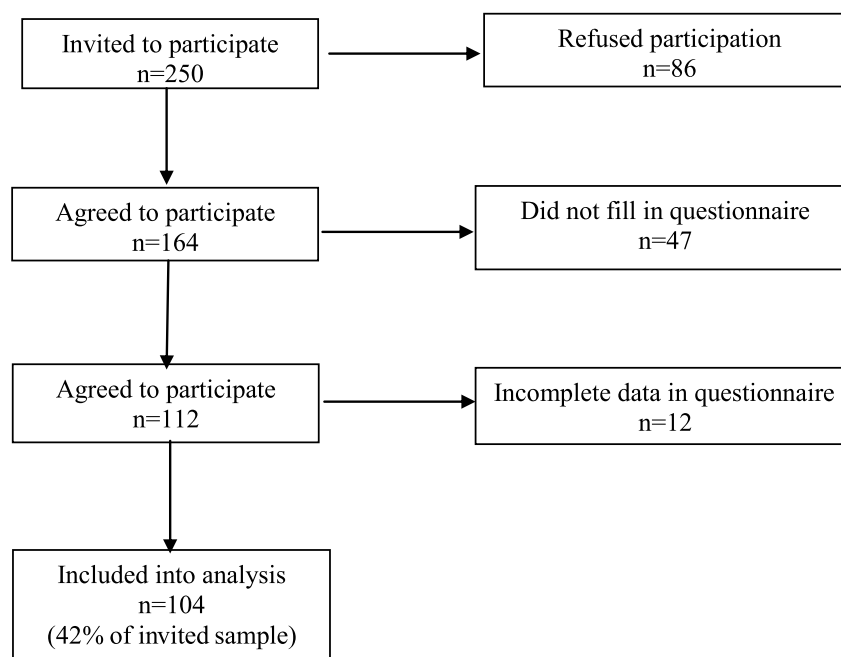 Invited to participate
n=250
Refused participation
n=86
Agreed to participate
n=164
Did not fill in questionnaire
n=47
Agreed to participate
n=112
Incomplete data in questionnaire
n=12
Included into analysis
n=104
(42% of invited sample)